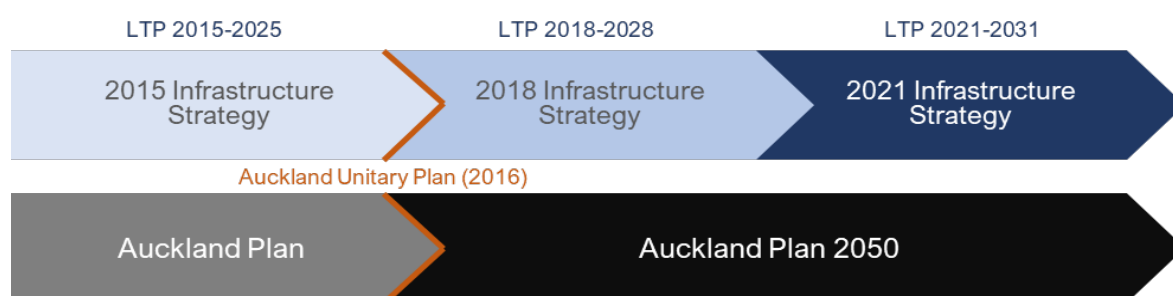 LTP 2015-2025
LTP 2018-2028
LTP 2021-2031
2015 Infrastructure
Strategy
2018 Infrastructure
Strategy
2021 Infrastructure
Strategy
Auckland Unitary Plan (2016)
Auckland Plan
Auckland Plan 2050